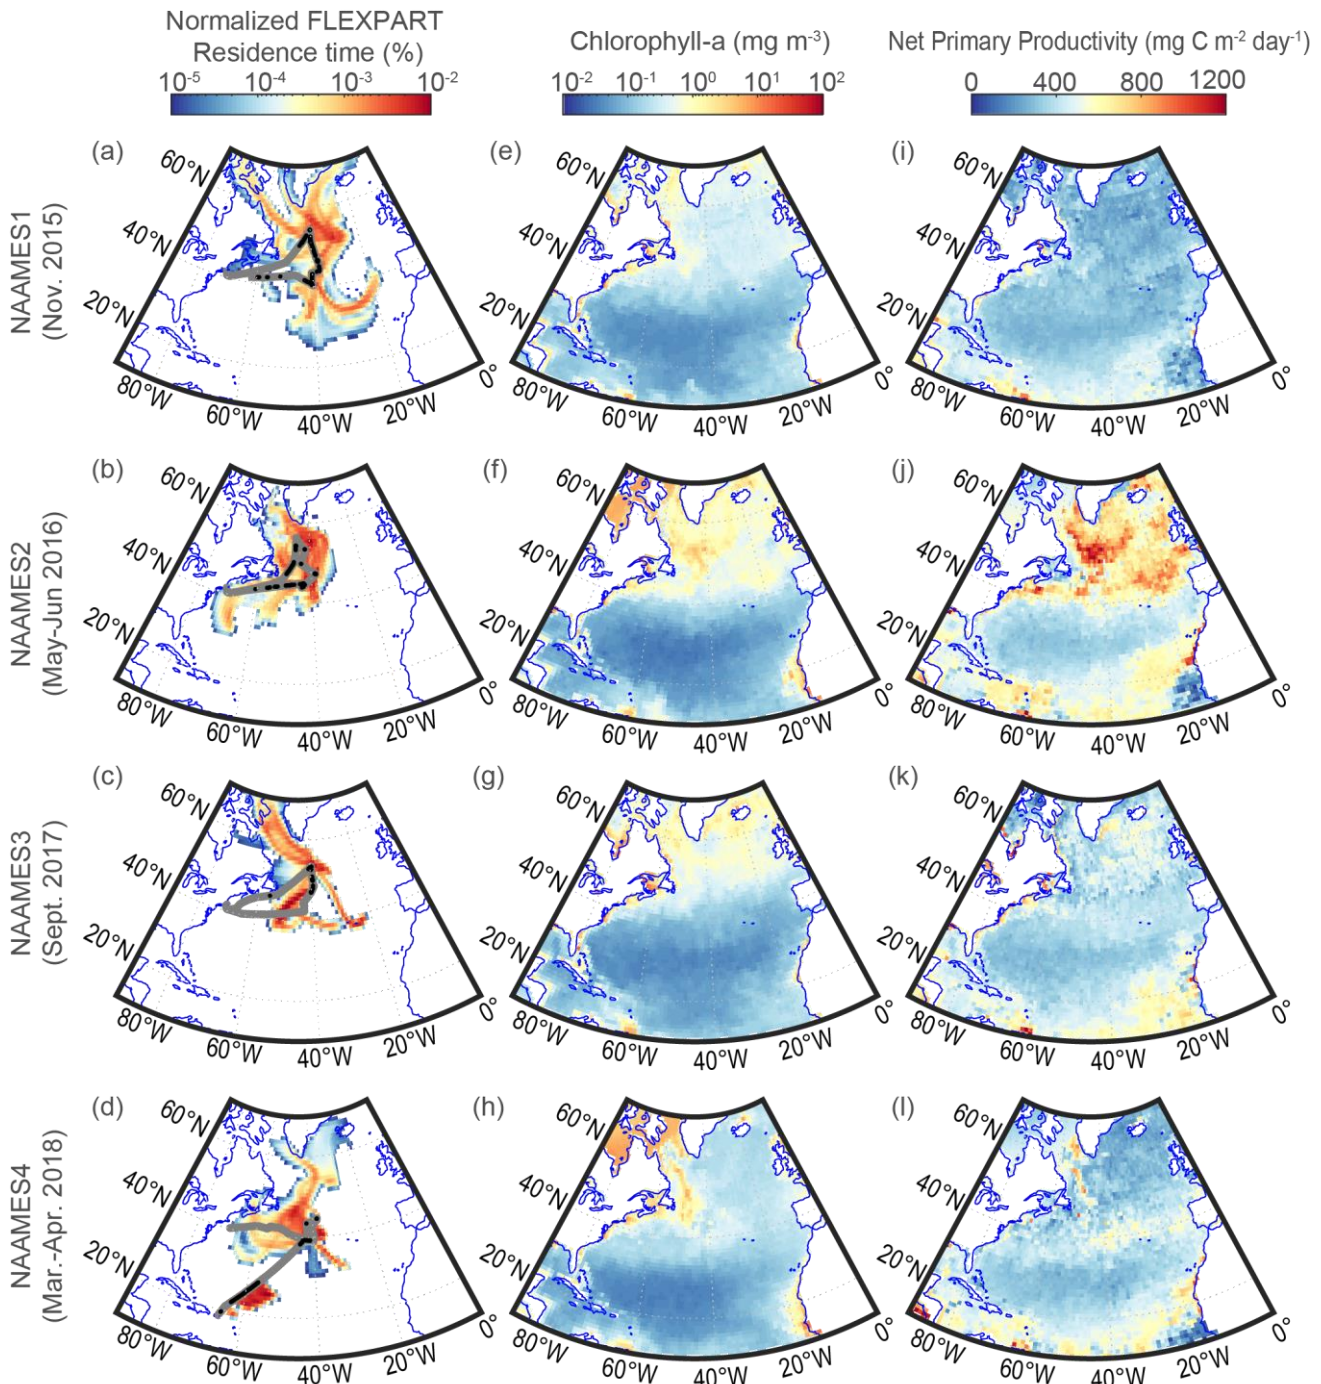 Normalized FLEXPART
Residence time (%)
10⁻⁵ 10⁻⁴ 10⁻³ 10⁻²
Chlorophyll-a (mg m⁻³)
10⁻² 10⁻¹ 10⁰ 10¹ 10²
Net Primary Productivity (mg C m⁻² day⁻¹)
0 400 800 1200
NAAMES1
(Nov. 2015)
(a)
60°N
40°N
20°N
80°W
60°W
40°W
20°W
0°
(e)
60°N
40°N
20°N
80°W
60°W
40°W
20°W
0°
(i)
60°N
40°N
20°N
80°W
60°W
40°W
20°W
0°
NAAMES2
(May-Jun 2016)
(b)
60°N
40°N
20°N
80°W
60°W
40°W
20°W
0°
(f)
60°N
40°N
20°N
80°W
60°W
40°W
20°W
0°
(j)
60°N
40°N
20°N
80°W
60°W
40°W
20°W
0°
NAAMES3
(Sept. 2017)
(c)
60°N
40°N
20°N
80°W
60°W
40°W
20°W
0°
(g)
60°N
40°N
20°N
80°W
60°W
40°W
20°W
0°
(k)
60°N
40°N
20°N
80°W
60°W
40°W
20°W
0°
NAAMES4
(Mar.-Apr. 2018)
(d)
60°N
40°N
20°N
80°W
60°W
40°W
20°W
0°
(h)
60°N
40°N
20°N
80°W
60°W
40°W
20°W
0°
(l)
60°N
40°N
20°N
80°W
60°W
40°W
20°W
0°